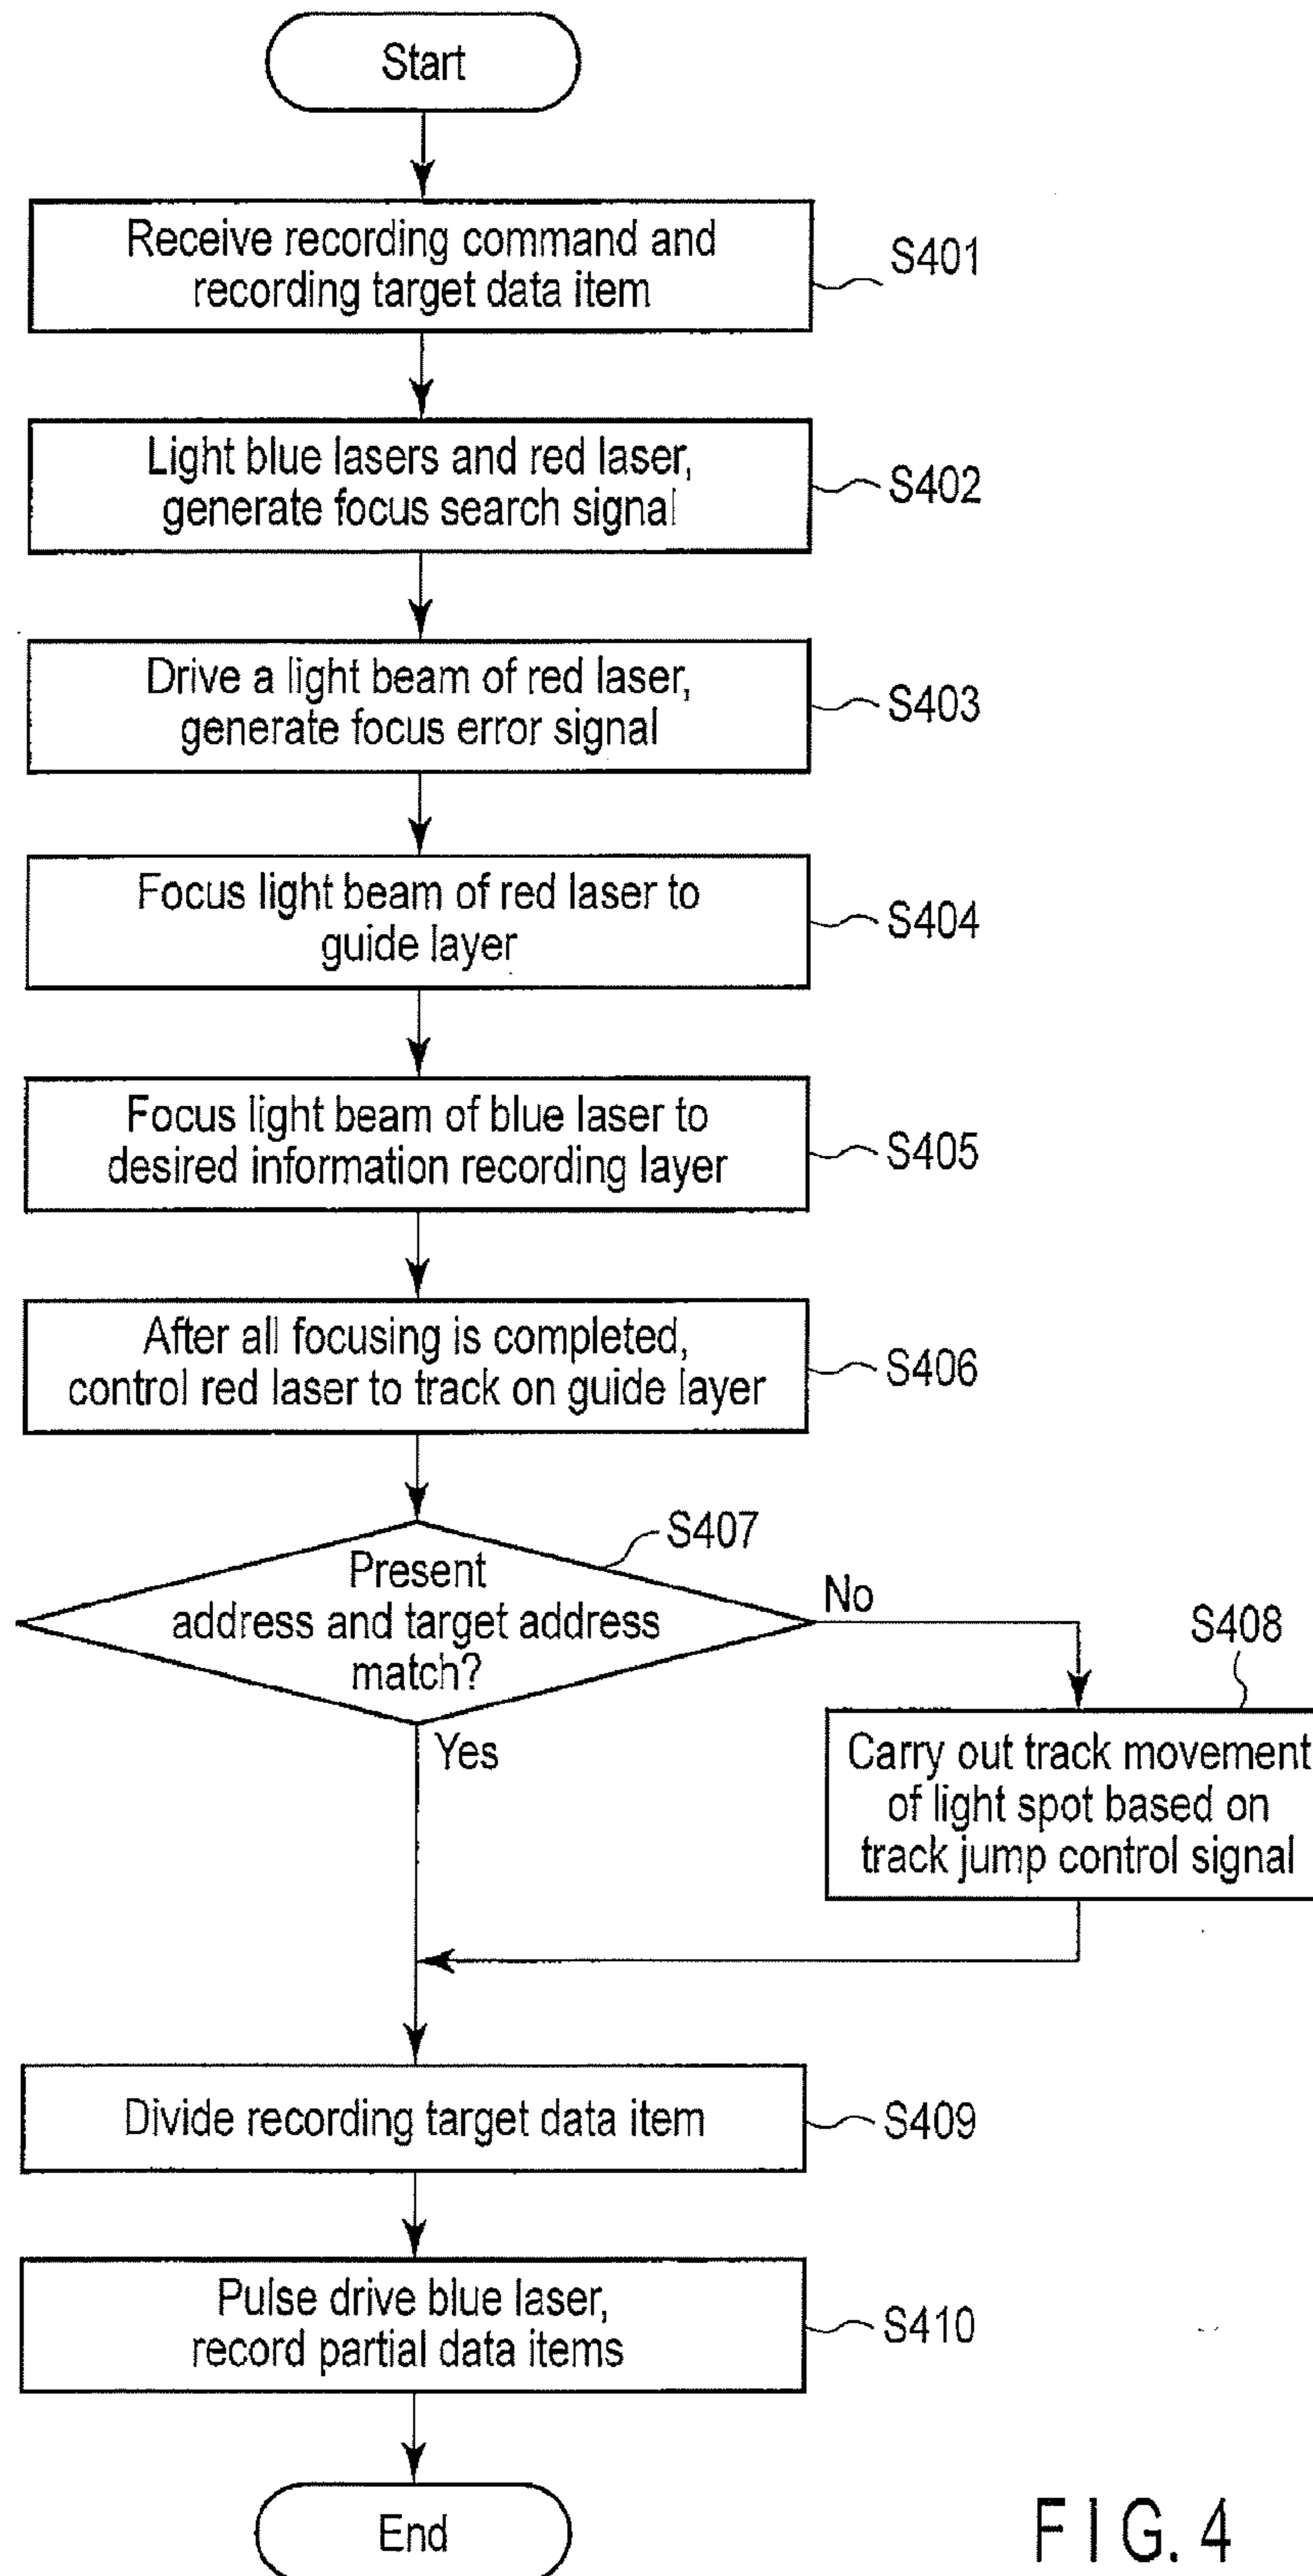 Start
Receive recording command and
recording target data item
S401
Light blue lasers and red laser,
generate focus search signal
S402
Drive a light beam of red laser,
generate focus error signal
S403
Focus light beam of red laser to
guide layer
S404
Focus light beam of blue laser to
desired information recording layer
S405
After all focusing is completed,
control red laser to track on guide layer
S406
S407
Present
address and target address
match?
No
Yes
S408
Carry out track movement
of light spot based on
track jump control signal
Divide recording target data item
S409
Pulse drive blue laser,
record partial data items
S410
End
FIG. 4